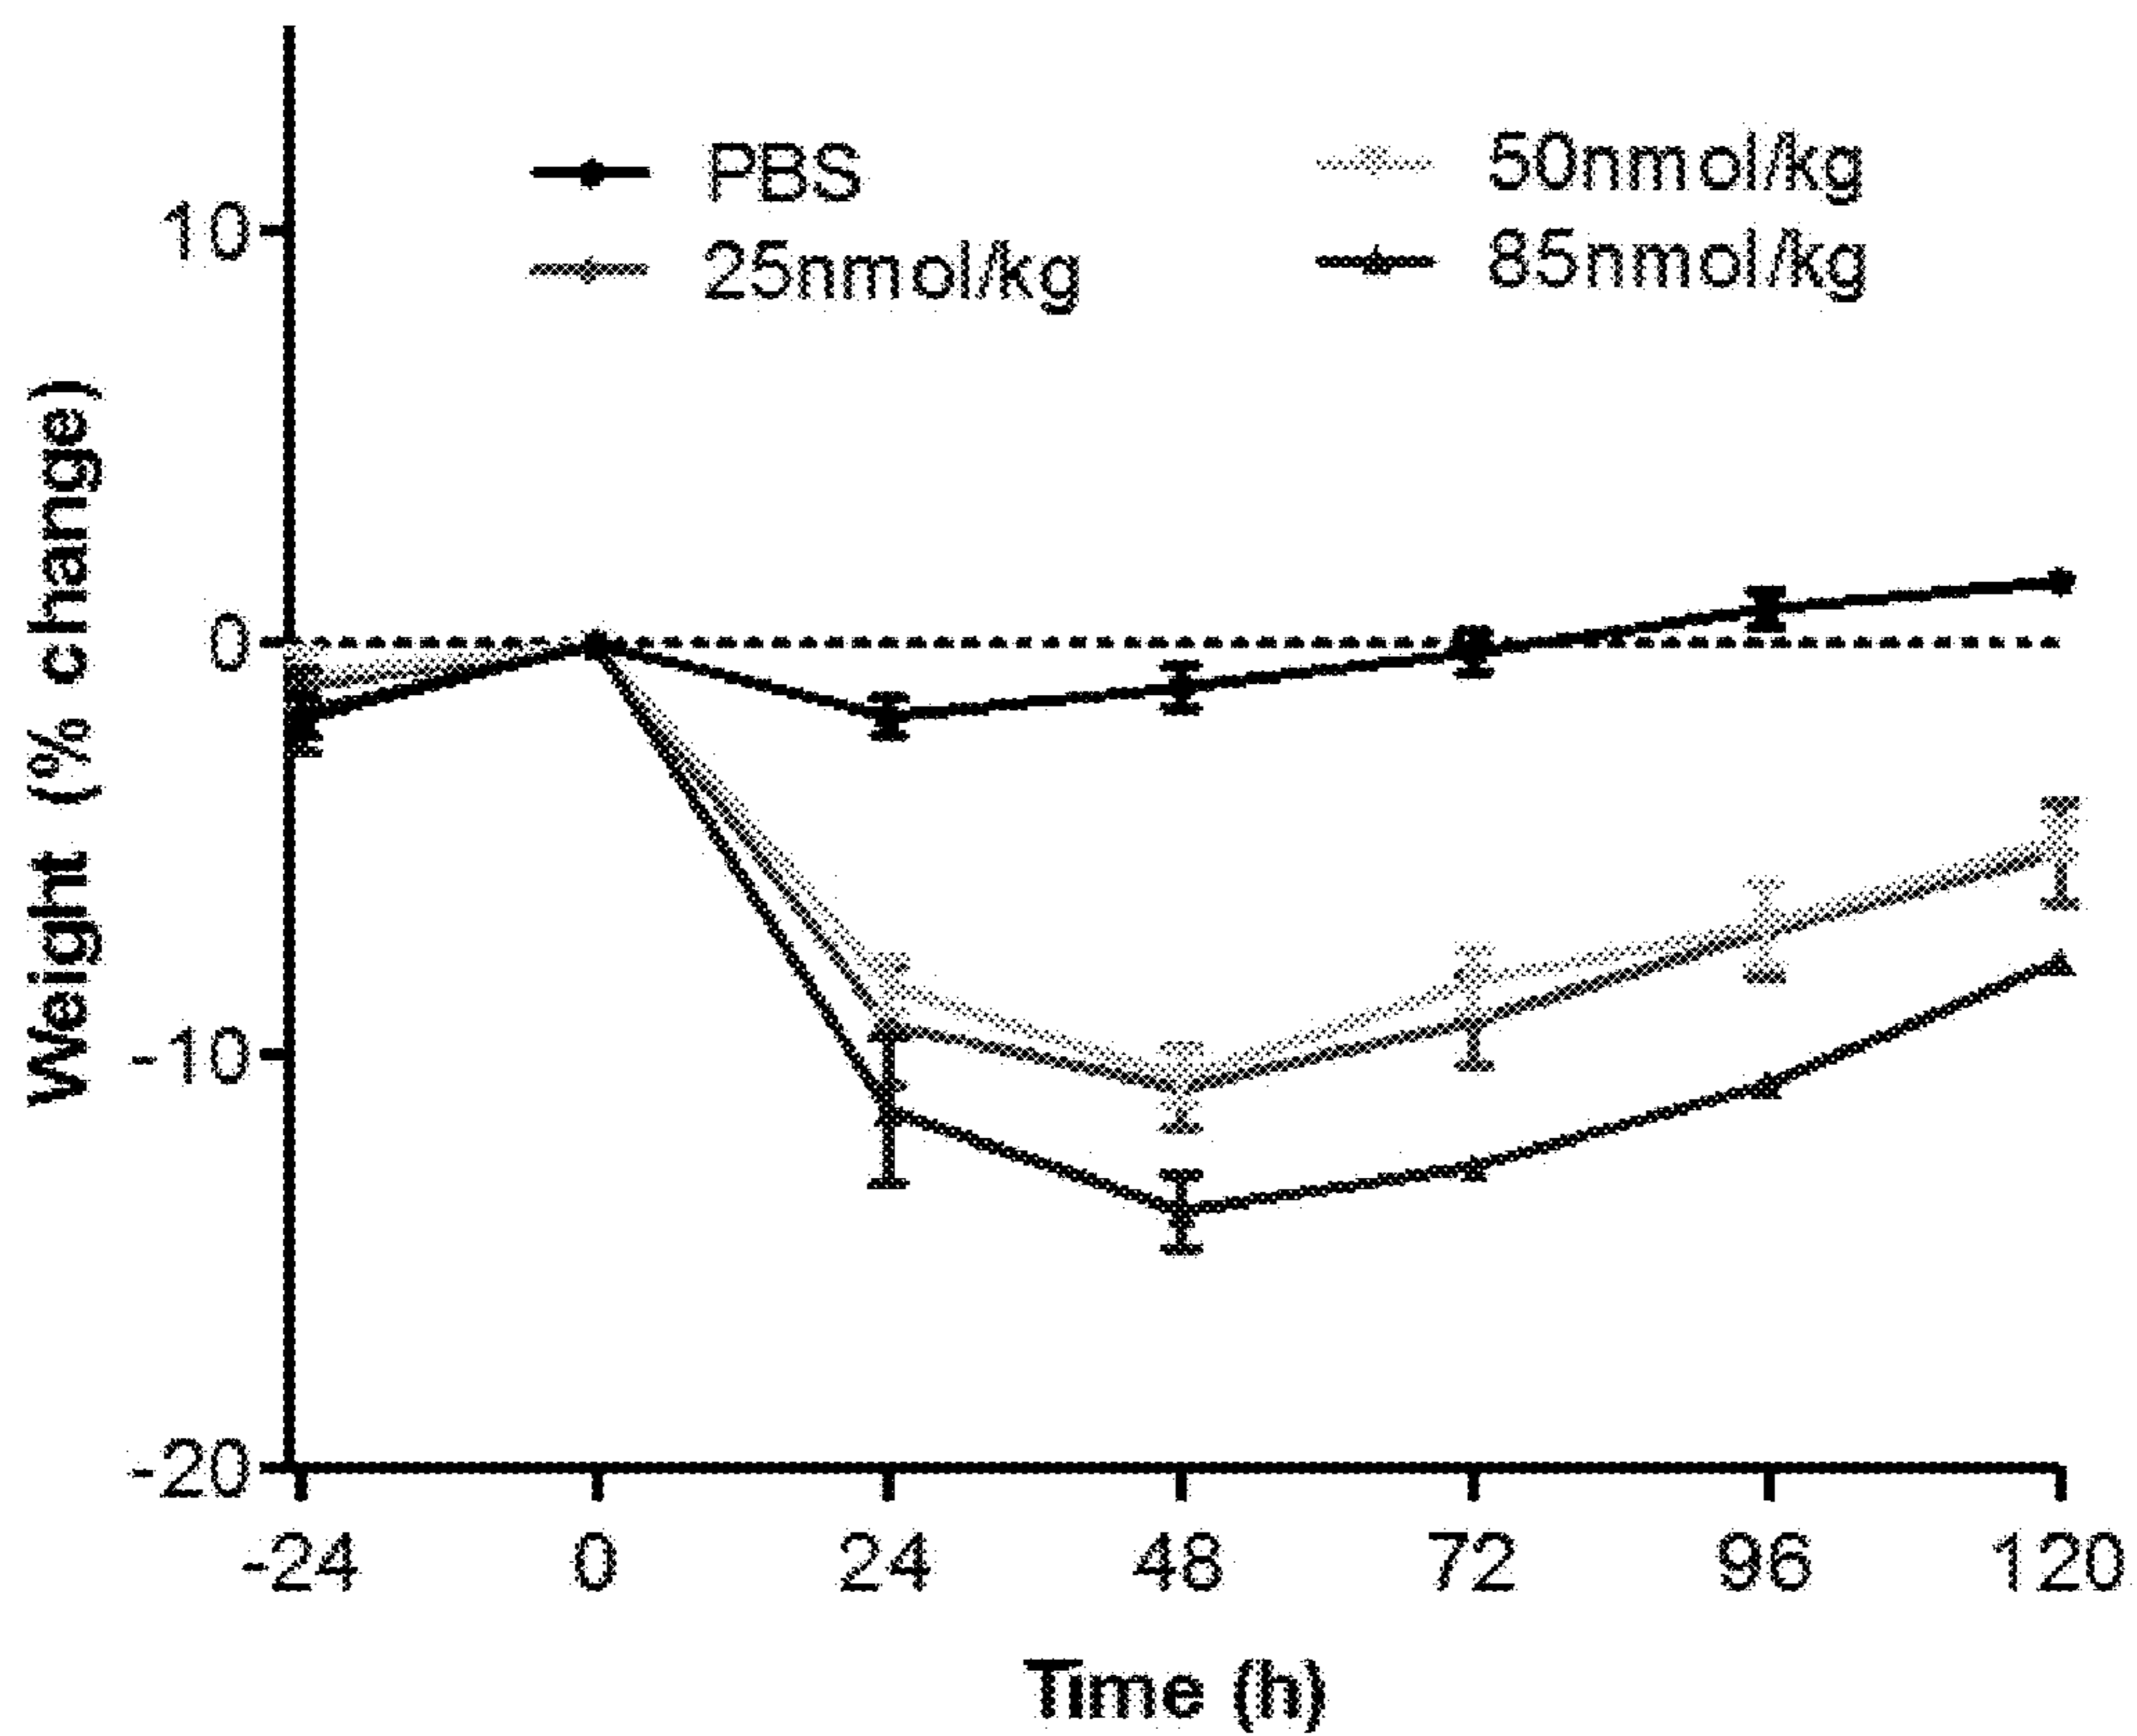 PBS
25nmol/kg
50nmol/kg
85nmol/kg
Weight (% change)
10
0
-10
-20
-24 0 24 48 72 96 120
Time (h)